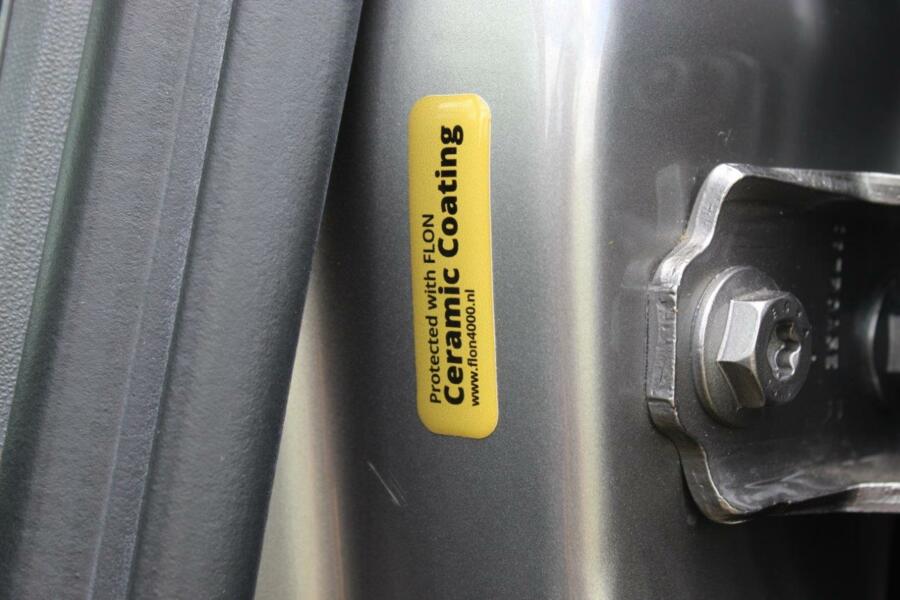 Protected with FLON
Ceramic Coating
www.flon4000.nl